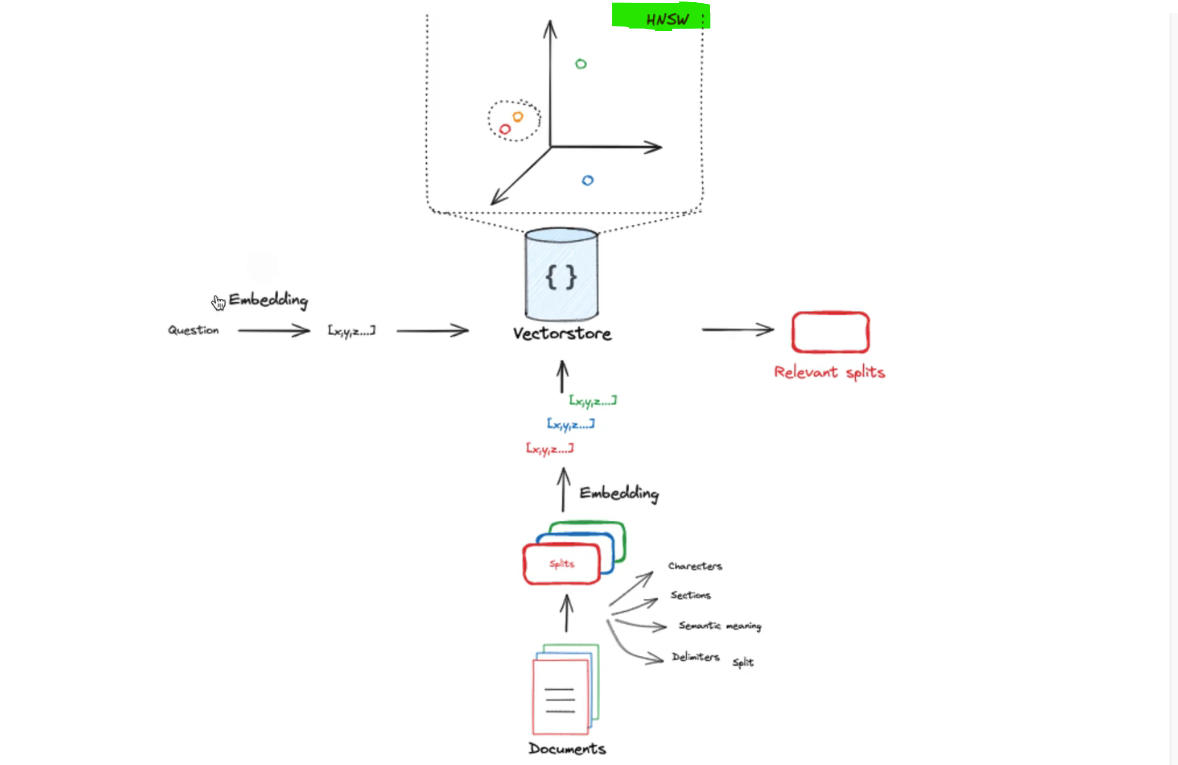 HNSW
{ }
Embedding
Question
[x,y,z...]
Vectorstore
Relevant splits
[x,y,z...]
[x,y,z...]
[x,y,z...]
Embedding
Splits
Charecters
Sections
Semantic meaning
Delimiters Split
Documents